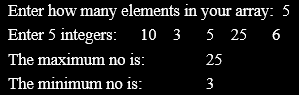 Enter how many elements in your array: 5
Enter 5 integers: 10 3 5 25 6
The maximum no is: 25
The minimum no is: 3